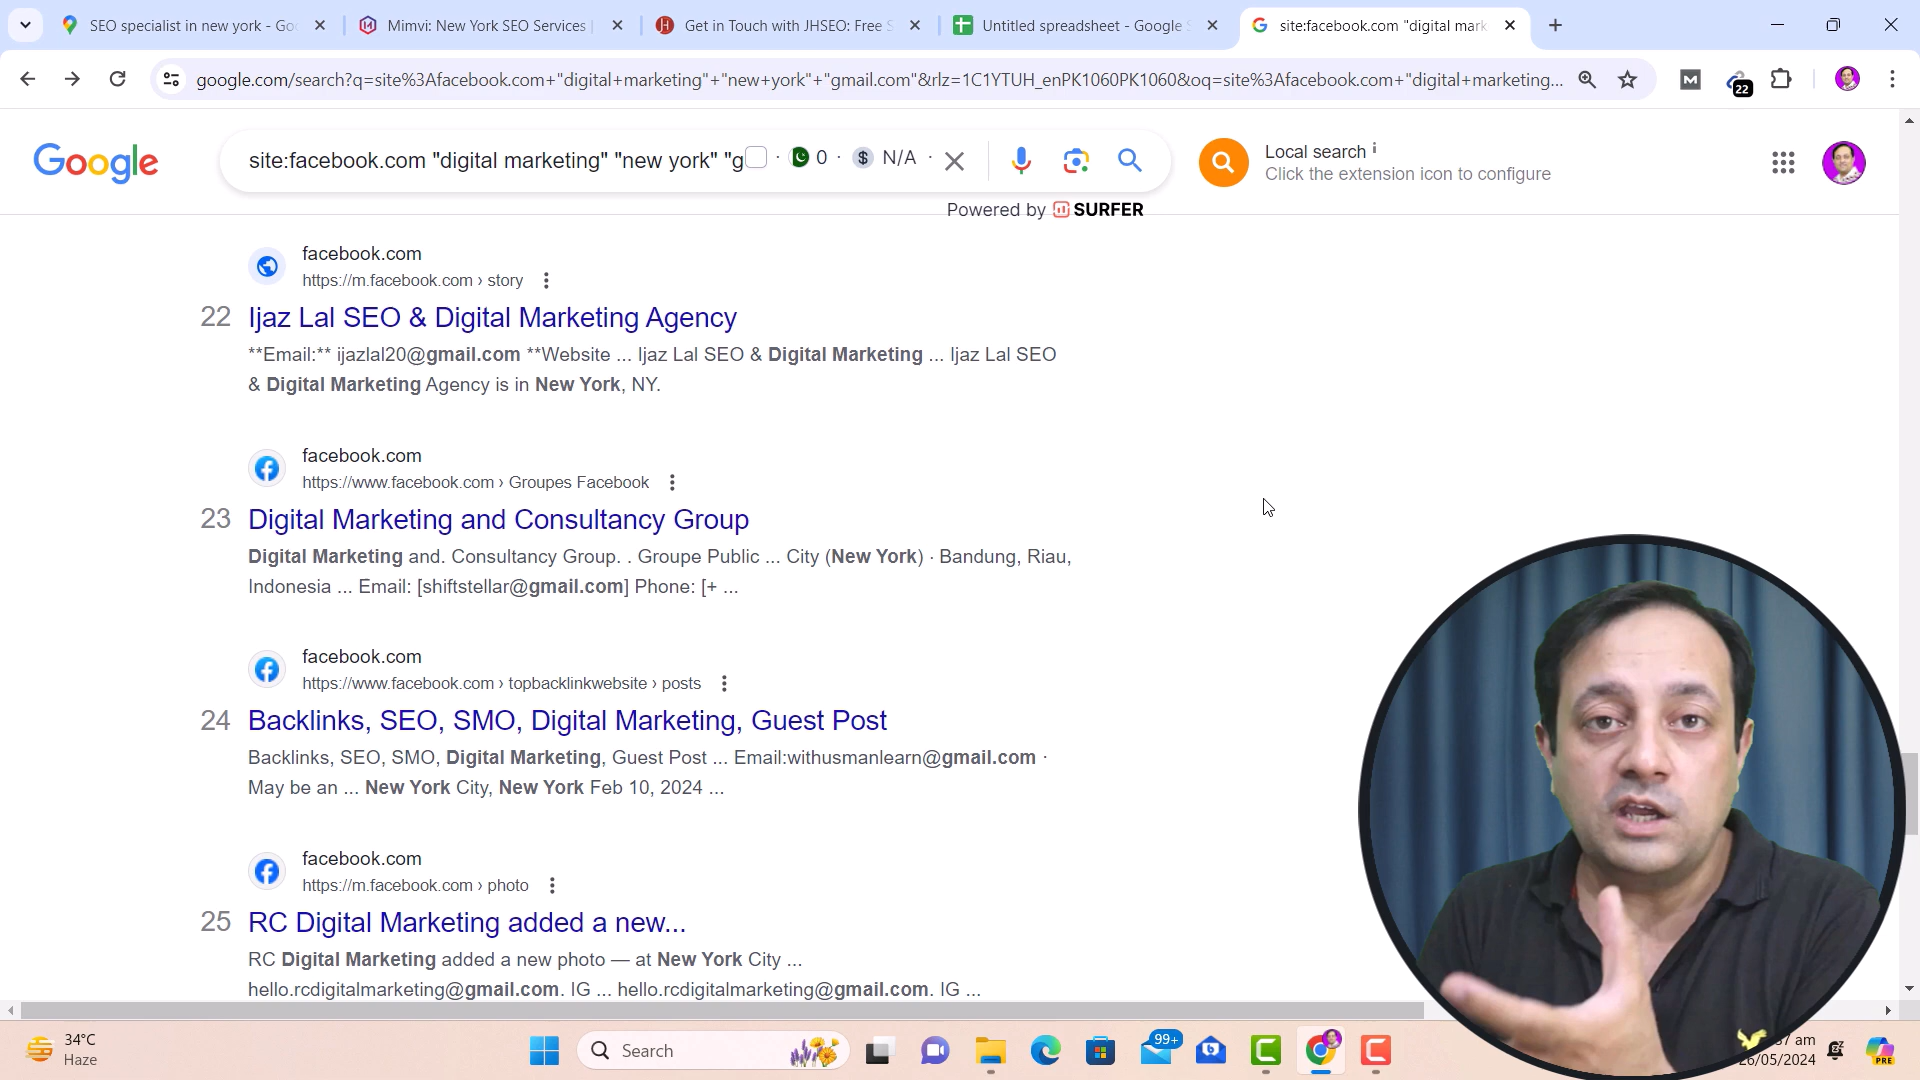 SEO specialist in new york - Go
Mimvi: New York SEO Services |
Get in Touch with JHSEO: Free S
Untitled spreadsheet - Google S
site:facebook.com "digital mark
google.com/search?q=site%3Afacebook.com+"digital+marketing"+"new+york"+"gmail.com"&rlz=1C1YTUH_enPK1060PK1060&oq=site%3Afacebook.com+"digital+marketing...
22
Google
site:facebook.com "digital marketing" "new york" "g
· 0 · $ N/A ·
Local search i
Click the extension icon to configure
Powered by SURFER
facebook.com
https://m.facebook.com › story
22 Ijaz Lal SEO & Digital Marketing Agency
**Email:** ijazlal20@gmail.com **Website ... Ijaz Lal SEO & Digital Marketing ... Ijaz Lal SEO
& Digital Marketing Agency is in New York, NY.
facebook.com
https://www.facebook.com › Groupes Facebook
23 Digital Marketing and Consultancy Group
Digital Marketing and. Consultancy Group. . Groupe Public ... City (New York) · Bandung, Riau,
Indonesia ... Email: [shiftstellar@gmail.com] Phone: [+ ...
facebook.com
https://www.facebook.com › topbacklinkwebsite › posts
24 Backlinks, SEO, SMO, Digital Marketing, Guest Post
Backlinks, SEO, SMO, Digital Marketing, Guest Post ... Email:withusmanlearn@gmail.com ·
May be an ... New York City, New York Feb 10, 2024 ...
facebook.com
https://m.facebook.com › photo
25 RC Digital Marketing added a new...
RC Digital Marketing added a new photo — at New York City ...
hello.rcdigitalmarketing@gmail.com. IG ... hello.rcdigitalmarketing@gmail.com. IG ...
34°C
Haze
Search
99+
am
26/05/2024
PRE